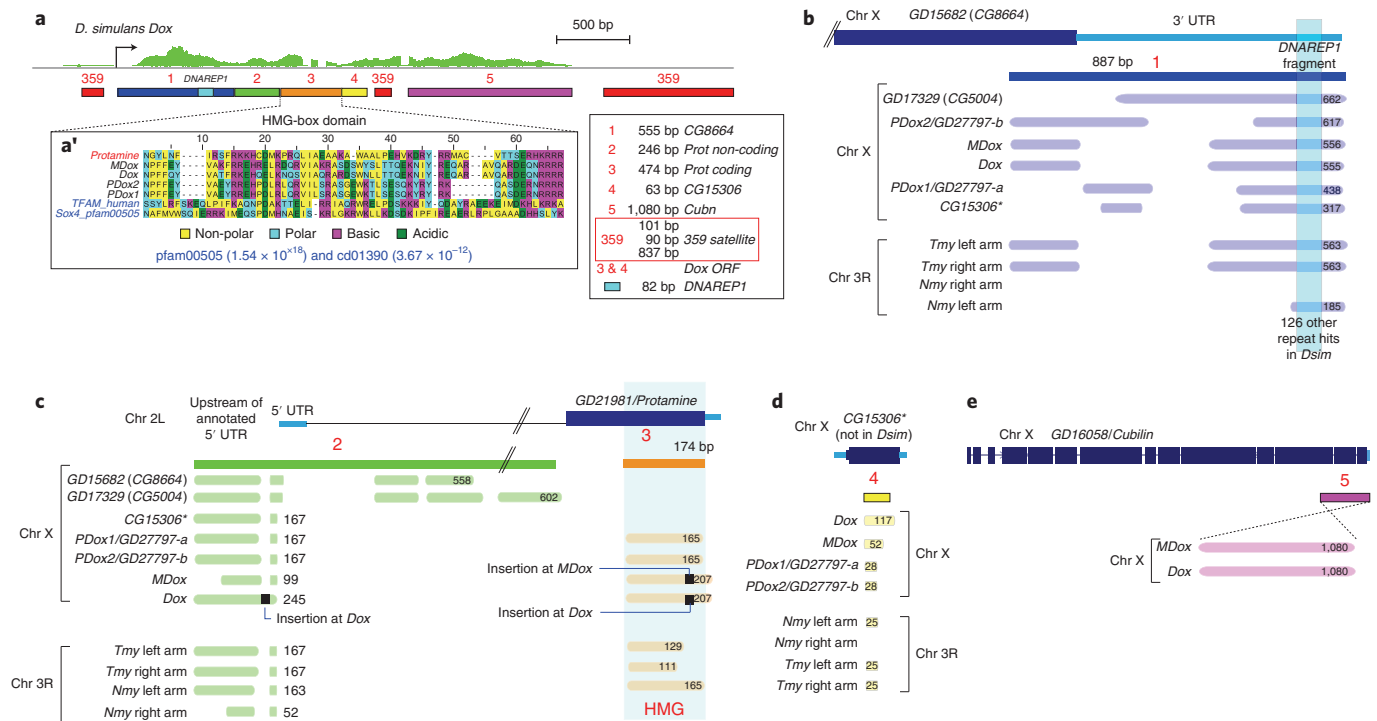 a
D. simulans Dox
500 bp
359 1 DNAREP1 2 3 4 359 5 359
HMG-box domain
a'
10 20 30 40 50 60
Protamine
MDox
Dox
PDox2
PDox1
TFAM_human
Sox4_pfam00505
Non-polar Polar Basic Acidic
pfam00505 (1.54 ×18) and cd01390 (3.67 −12)
1 555 bp CG8664
2 246 bp Prot non-coding
3 474 bp Prot coding
4 63 bp CG15306
5 1,080 bp Cubn
101 bp
359 90 bp 359 satellite
837 bp
3 & 4 Dox ORF
82 bp DNAREP1
b
Chr X GD15682 (CG8664) 3′ UTR
DNAREP1
fragment
887 bp 1
GD17329 (CG5004) 662
PDox2/GD27797-b 617
Chr X
MDox 556
Dox 555
PDox1/GD27797-a 438
CG15306* 317
Tmy left arm 563
Chr 3R
Tmy right arm 563
Nmy right arm
Nmy left arm 185
126 other
repeat hits
in Dsim
c
Chr 2L
Upstream of
annotated
5′ UTR
5′ UTR
GD21981/Protamine
2
3
174 bp
Chr X
GD15682 (CG8664) 558
GD17329 (CG5004) 602
CG15306* 167
PDox1/GD27797-a 167 165
PDox2/GD27797-b 167 165
Insertion at MDox
MDox 99 207
Dox 245 207
Insertion at Dox
Insertion at Dox
Chr 3R
Tmy left arm 167 129
Tmy right arm 167 111
Nmy left arm 163 165
Nmy right arm 52
HMG
d
Chr X
CG15306*
(not in Dsim)
4
Dox 117
MDox 52
Chr X
PDox1/GD27797-a 28
PDox2/GD27797-b 28
Nmy left arm 25
Nmy right arm
Chr 3R
Tmy left arm 25
Tmy right arm 25
e
Chr X GD16058/Cubilin
5
Chr X
MDox 1,080
Dox 1,080